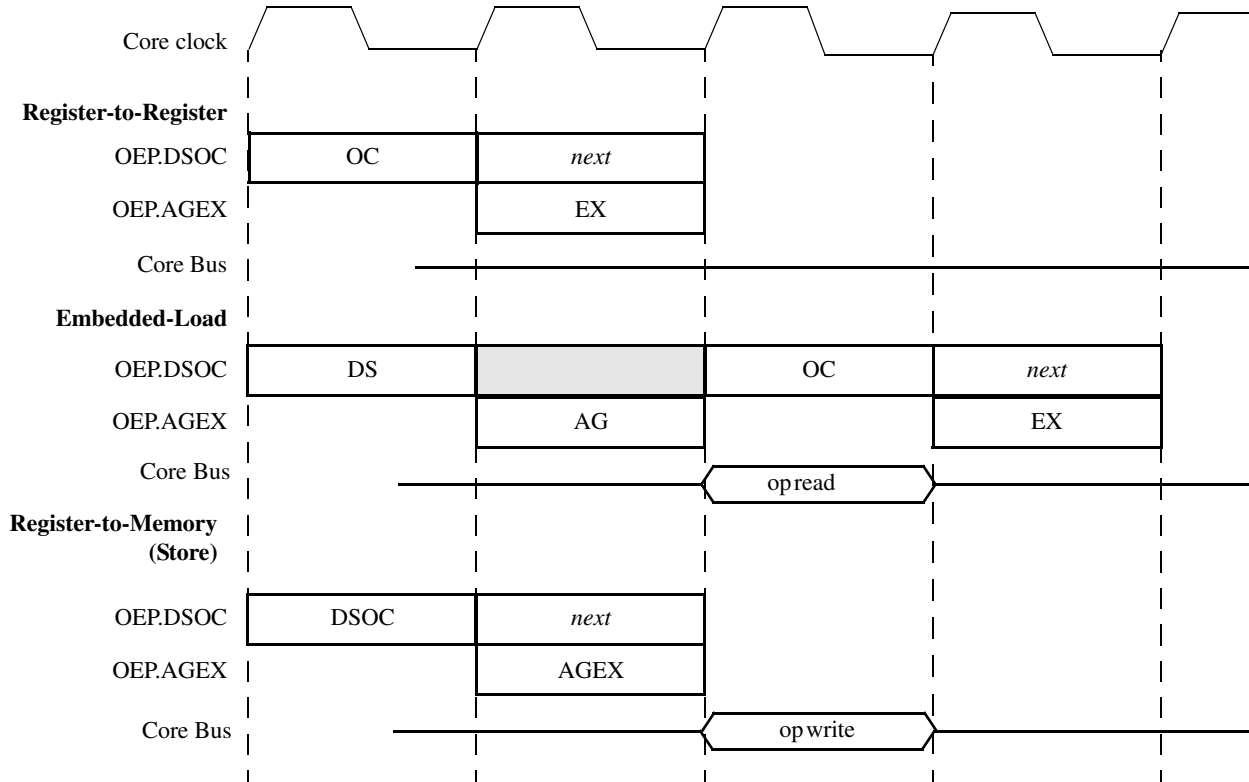 Core clock
Register-to-Register
OEP.DSOC OC next
OEP.AGEX EX
Core Bus
Embedded-Load
OEP.DSOC DS OC next
OEP.AGEX AG EX
Core Bus op read
Register-to-Memory
(Store)
OEP.DSOC DSOC next
OEP.AGEX AGEX
Core Bus op write